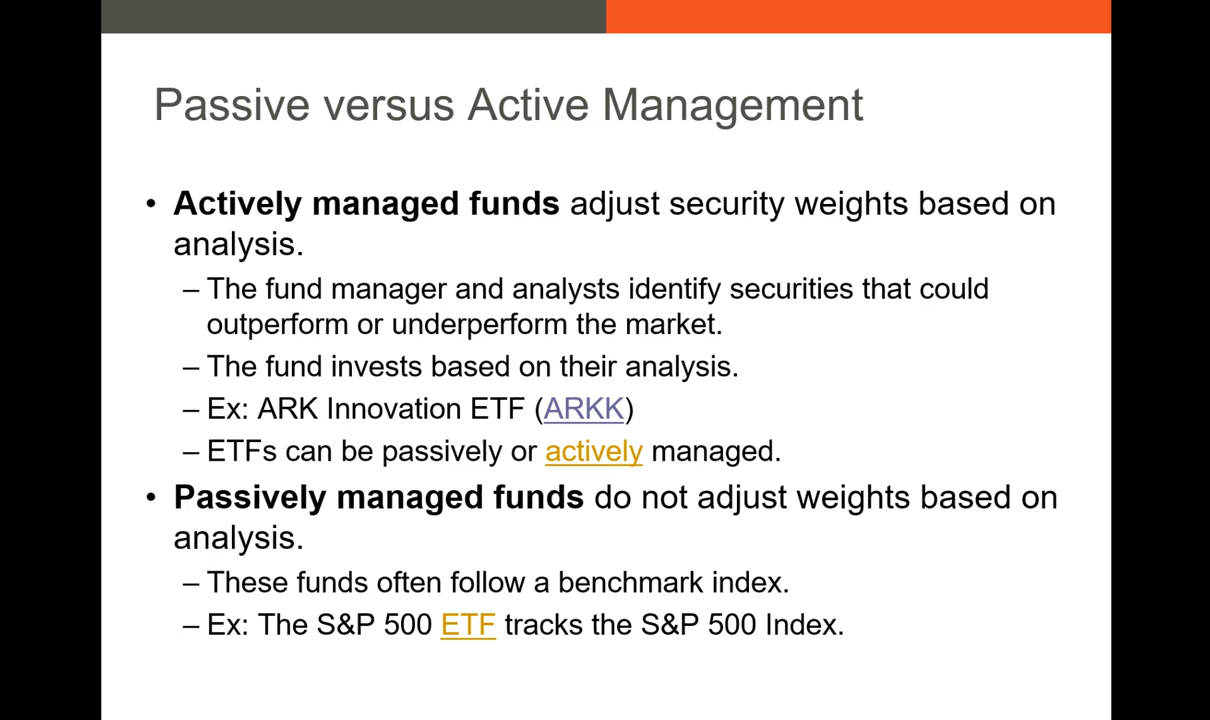 Passive versus Active Management
• Actively managed funds adjust security weights based on
analysis.
– The fund manager and analysts identify securities that could
outperform or underperform the market.
– The fund invests based on their analysis.
– Ex: ARK Innovation ETF (ARKK)
– ETFs can be passively or actively managed.
• Passively managed funds do not adjust weights based on
analysis.
– These funds often follow a benchmark index.
– Ex: The S&P 500 ETF tracks the S&P 500 Index.